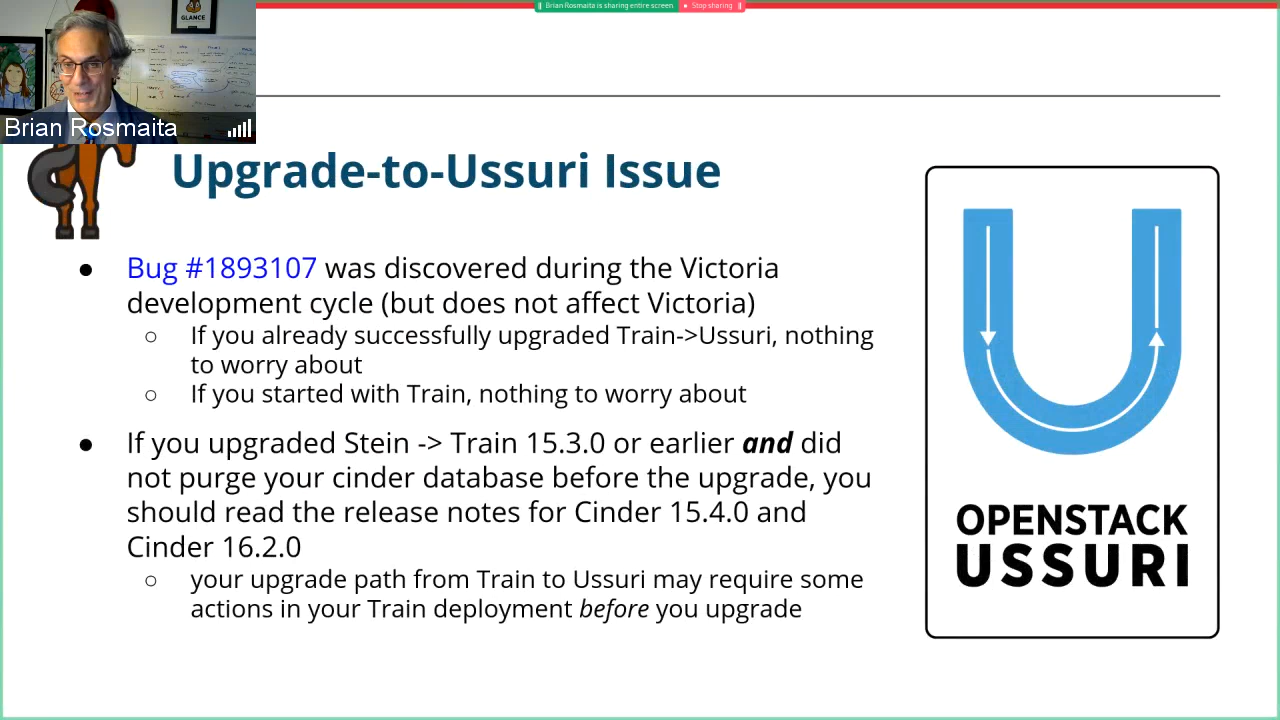 Brian Rosmaita is sharing entire screen
Stop sharing
GLANCE
Brian Rosmaita
Upgrade-to-Ussuri Issue
● Bug #1893107 was discovered during the Victoria
development cycle (but does not affect Victoria)
○ If you already successfully upgraded Train->Ussuri, nothing
to worry about
○ If you started with Train, nothing to worry about
● If you upgraded Stein -> Train 15.3.0 or earlier and did
not purge your cinder database before the upgrade, you
should read the release notes for Cinder 15.4.0 and
Cinder 16.2.0
○ your upgrade path from Train to Ussuri may require some
actions in your Train deployment before you upgrade
OPENSTACK
USSURI